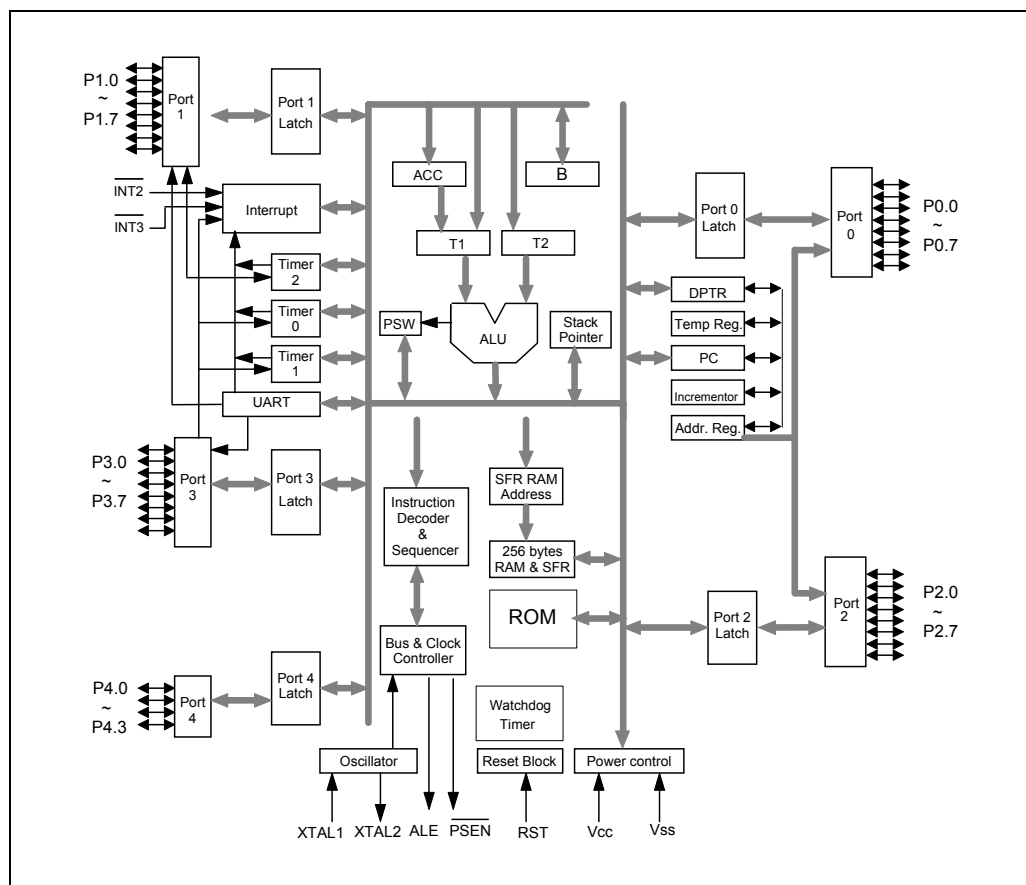 P1.0
~
P1.7
Port
1
Port 1
Latch
INT2
INT3
Interrupt
Timer
2
Timer
0
Timer
1
UART
P3.0
~
P3.7
Port
3
Port 3
Latch
P4.0
~
P4.3
Port
4
Port 4
Latch
ACC
B
T1
T2
PSW
ALU
Stack
Pointer
Instruction
Decoder
&
Sequencer
SFR RAM
Address
256 bytes
RAM & SFR
ROM
Bus & Clock
Controller
Watchdog
Timer
Oscillator
Reset Block
Power control
XTAL1
XTAL2
ALE
PSEN
RST
Vcc
Vss
Port 0
Latch
Port
0
P0.0
~
P0.7
DPTR
Temp Reg.
PC
Incrementor
Addr. Reg.
Port 2
Latch
Port
2
P2.0
~
P2.7